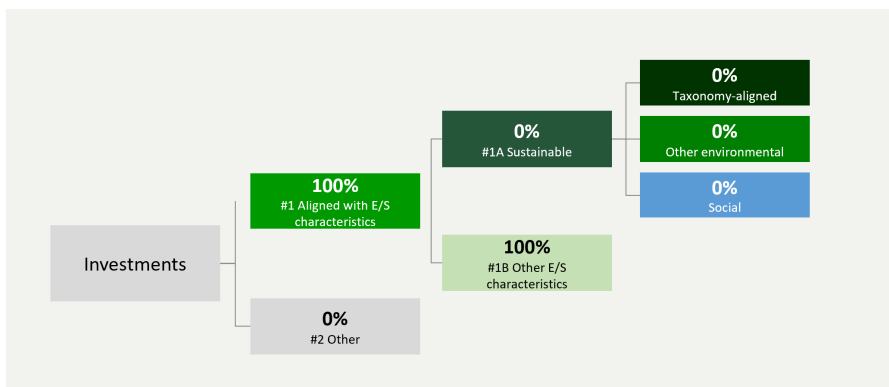 Investments
100%
#1 Aligned with E/S
characteristics
0%
#2 Other
0%
#1A Sustainable
100%
#1B Other E/S
characteristics
0%
Taxonomy-aligned
0%
Other environmental
0%
Social